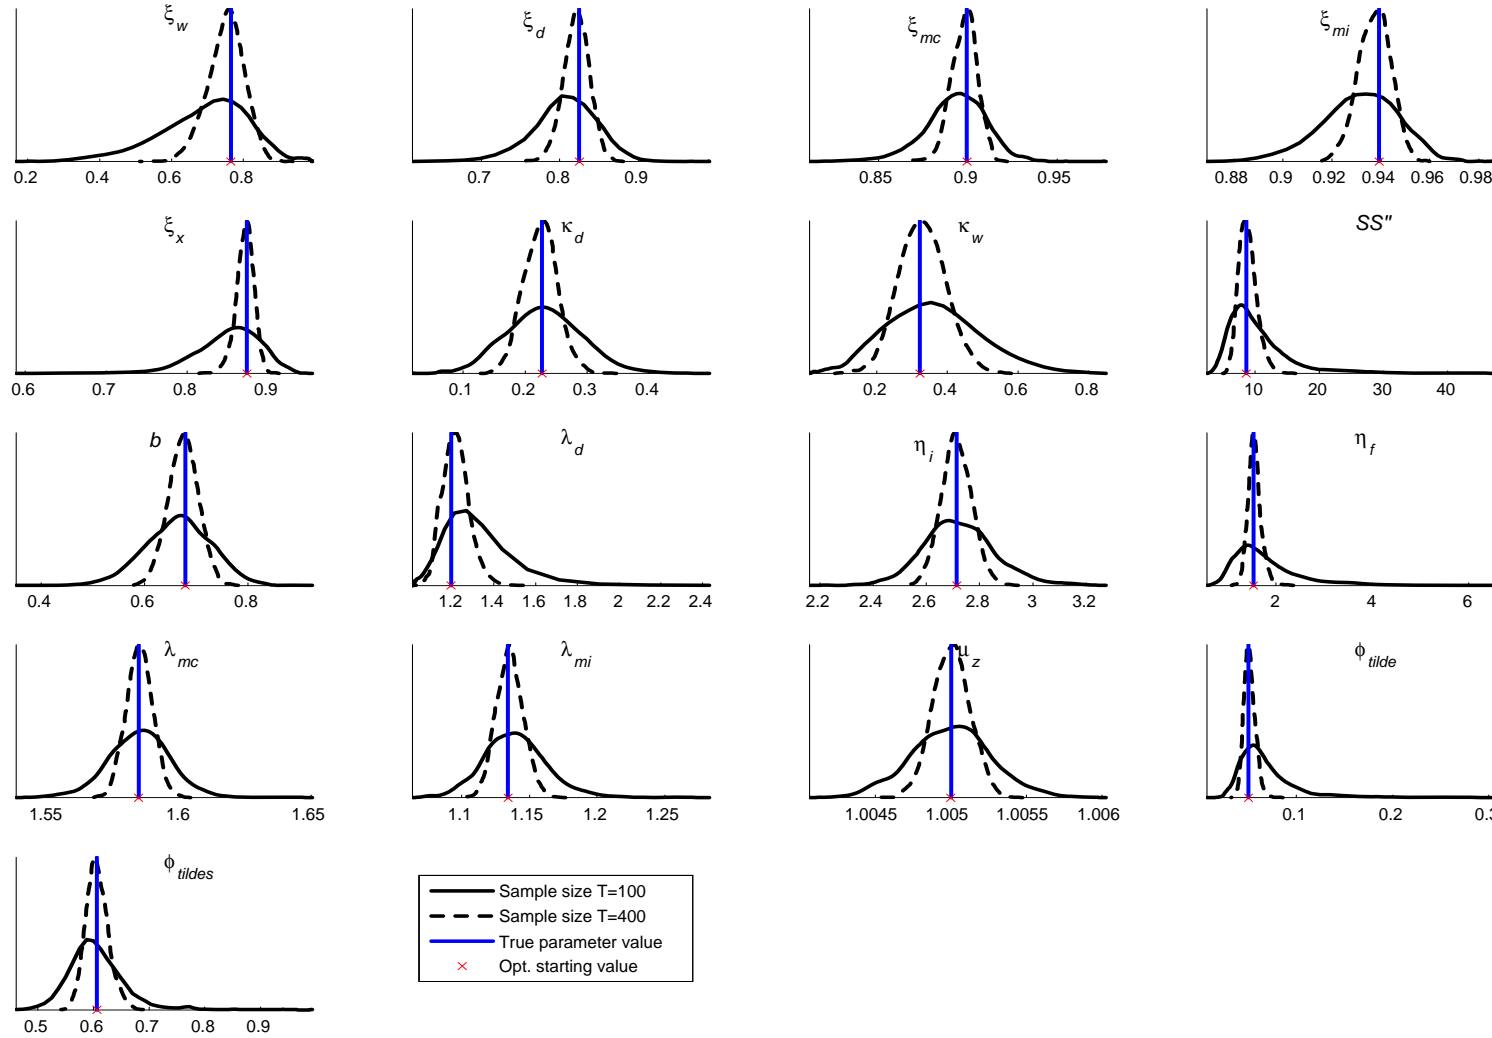 ξw ξd ξmc ξmi
0.2 0.4 0.6 0.8 0.7 0.8 0.9 0.85 0.9 0.95 0.88 0.9 0.92 0.94 0.96 0.98
ξx κd κw SS"
0.6 0.7 0.8 0.9 0.1 0.2 0.3 0.4 0.2 0.4 0.6 0.8 10 20 30 40
b λd ηi ηf
0.4 0.6 0.8 1.2 1.4 1.6 1.8 2 2.2 2.4 2.2 2.4 2.6 2.8 3 3.2 2 4 6
λmc λmi μz ϕtilde
1.55 1.6 1.65 1.1 1.15 1.2 1.25 1.0045 1.005 1.0055 1.006 0.1 0.2 0.3
ϕtildes
0.5 0.6 0.7 0.8 0.9
Sample size T=100
Sample size T=400
True parameter value
Opt. starting value